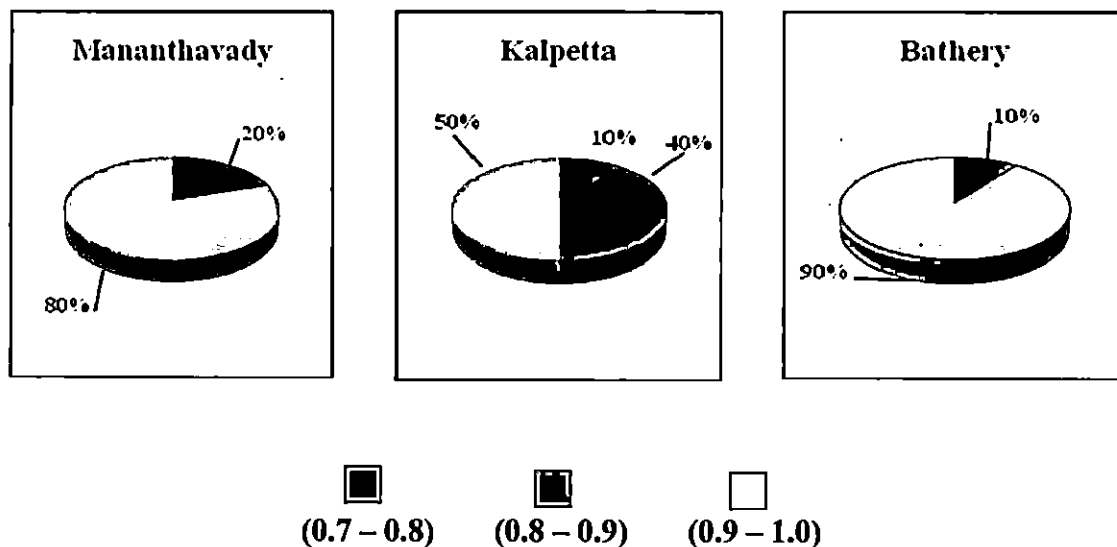 Mananthavady
20%
80%
Kalpetta
50%
10%
40%
Bathery
10%
90%
(0.7 – 0.8)
(0.8 – 0.9)
(0.9 – 1.0)